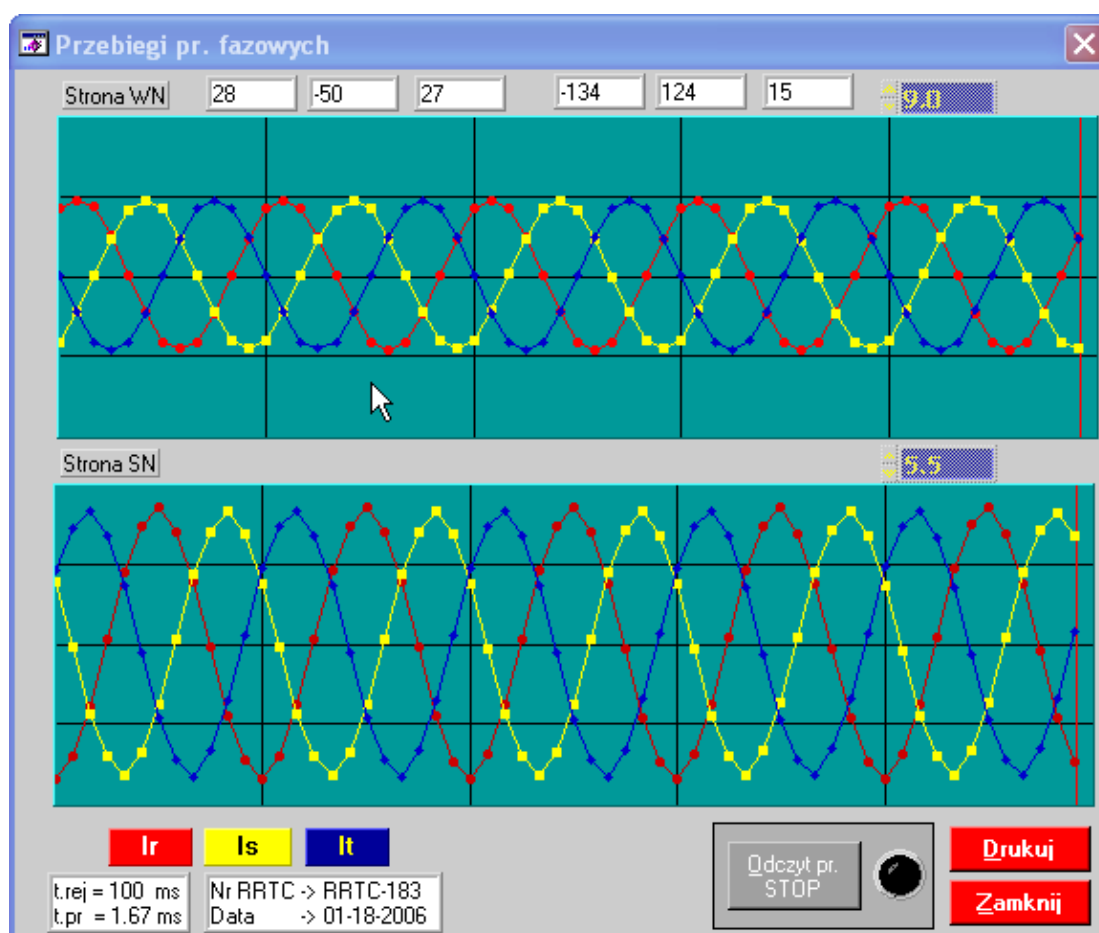 Przebiegi pr. fazowych
Strona WN 28 -50 27 -134 124 15 9.0
Strona SN 5.5
Ir Is It
t.rej = 100 ms
t.pr = 1.67 ms
Nr RRTC -> RRTC-183
Data -> 01-18-2006
Odczyt pr.
STOP
Drukuj
Zamknij